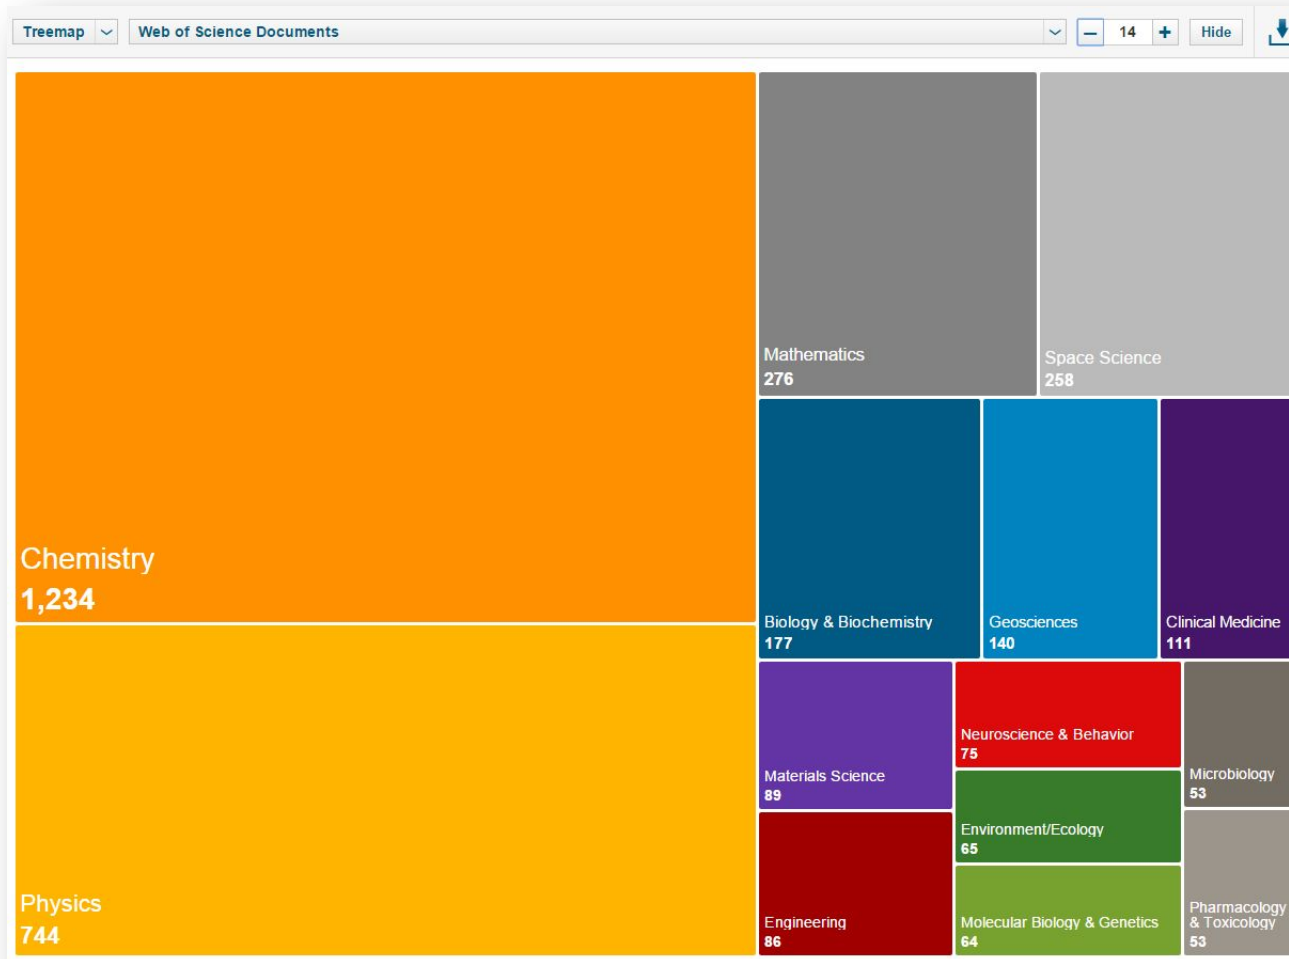 Treemap
Web of Science Documents
14
Hide
Chemistry
1,234
Physics
744
Mathematics
276
Space Science
258
Biology & Biochemistry
177
Geosciences
140
Clinical Medicine
111
Materials Science
89
Engineering
86
Neuroscience & Behavior
75
Environment/Ecology
65
Molecular Biology & Genetics
64
Microbiology
53
Pharmacology
& Toxicology
53